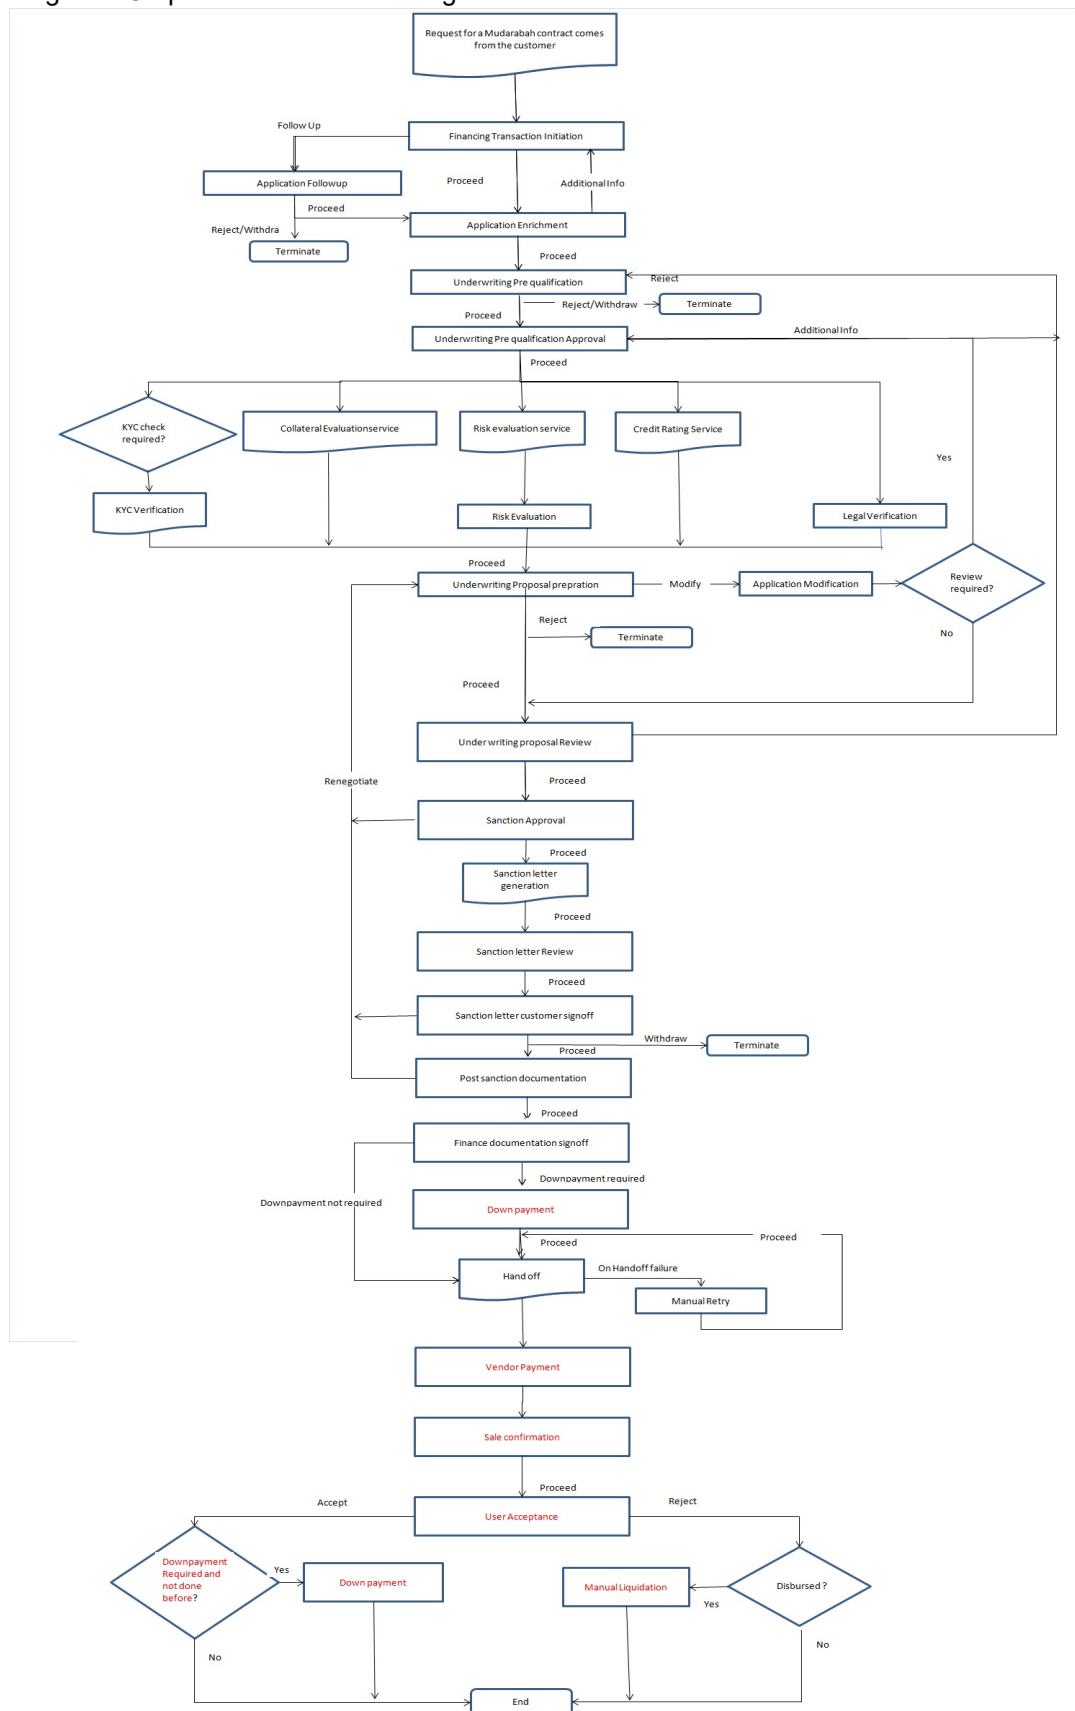 Request for a Mudarabah contract comes
from the customer
Follow Up
Financing Transaction Initiation
Proceed
Additional Info
Application Followup
Proceed
Reject/Withdra
Application Enrichment
Terminate
Proceed
Underwriting Pre qualification
Reject
Reject/Withdraw
Terminate
Proceed
Underwriting Pre qualification Approval
Additional Info
Proceed
KYC check
required?
Collateral Evaluationservice
Risk evaluation service
Credit Rating Service
Yes
KYC Verification
Risk Evaluation
Legal Verification
Proceed
Underwriting Proposal prepration
Modify
Application Modification
Review
required?
Reject
Terminate
No
Proceed
Under writing proposal Review
Renegotiate
Proceed
Sanction Approval
Proceed
Sanction letter
generation
Proceed
Sanction letter Review
Proceed
Sanction letter customer signoff
Withdraw
Terminate
Proceed
Post sanction documentation
Proceed
Finance documentation signoff
Downpayment required
Downpayment not required
Down payment
Proceed
Proceed
Hand off
On Handoff failure
Manual Retry
Vendor Payment
Sale confirmation
Proceed
Accept
User Acceptance
Reject
Downpayment
Required and
not done
before?
Yes
Down payment
Manual Liquidation
Yes
Disbursed ?
No
No
End